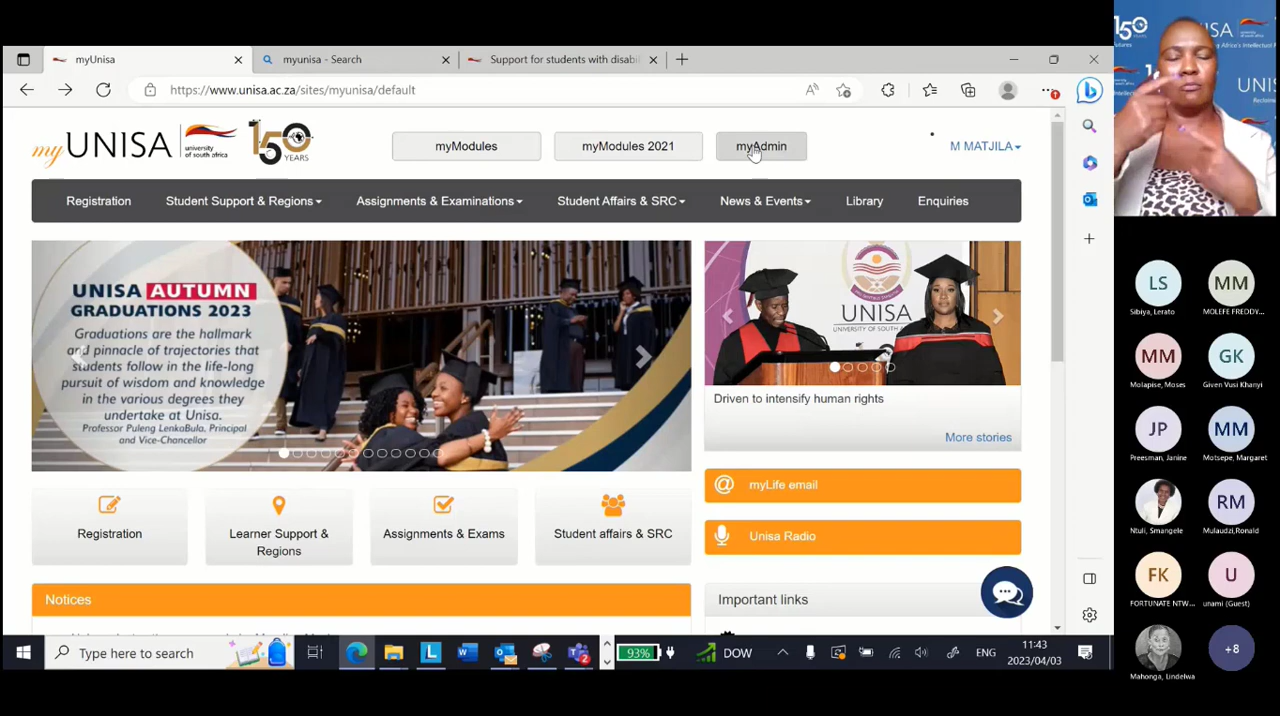 myUnisa
myunisa - Search
Support for students with disabi
https://www.unisa.ac.za/sites/myunisa/default
myUNISA university of south africa 150 YEARS
myModules
myModules 2021
myAdmin
M MATJILA
Registration
Student Support & Regions
Assignments & Examinations
Student Affairs & SRC
News & Events
Library
Enquiries
UNISA AUTUMN
GRADUATIONS 2023
Graduations are the hallmark
and pinnacle of trajectories that
students follow in the life-long
pursuit of wisdom and knowledge
in the various degrees they
undertake at Unisa.
Professor Puleng LenkaBula, Principal
and Vice-Chancellor
UNISA
Driven to intensify human rights
More stories
@ myLife email
Unisa Radio
Registration
Learner Support &
Regions
Assignments & Exams
Student affairs & SRC
Notices
Important links
Type here to search
93%
DOW
ENG
11:43
2023/04/03
150
UNISA
LS
Sibiya, Lerato
MM
MOLEFE FREDDY...
MM
Molapise, Moses
GK
Given Vusi Khanyi
JP
Preesman, Janine
MM
Motsepe, Margaret
Ntuli, Smangele
RM
Mulaudzi,Ronald
FK
FORTUNATE NTW...
U
unami (Guest)
Mahonga, Lindelwa
+8